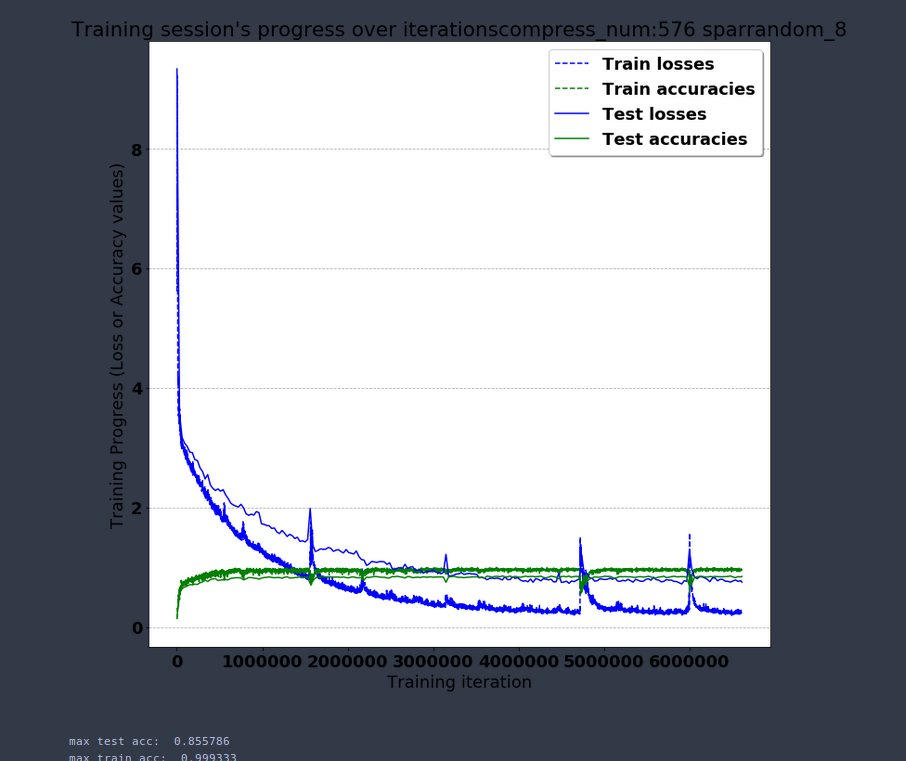 Training session's progress over iterationscompress_num:576 sparrandom_8
Train losses
Train accuracies
Test losses
Test accuracies
Training Progress (Loss or Accuracy values)
8
6
4
2
0
0 1000000 2000000 3000000 4000000 5000000 6000000
Training iteration
max test acc: 0.855786
max train acc: 0.999333